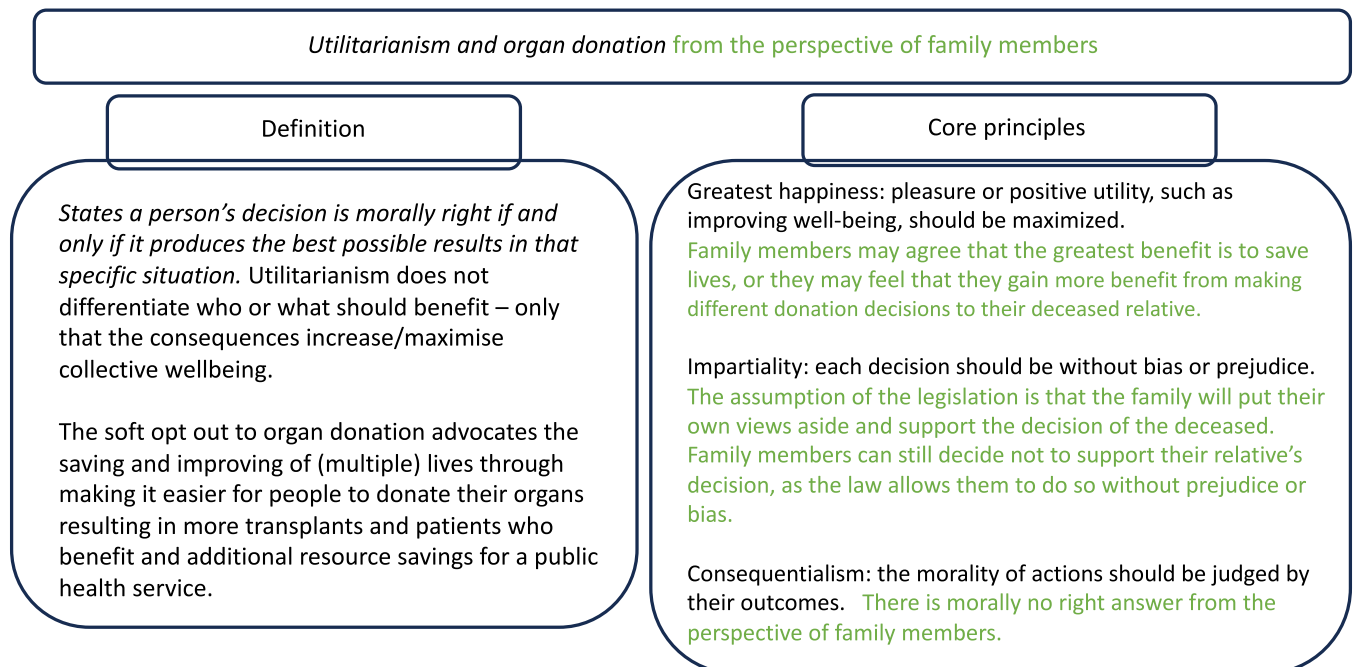 Utilitarianism and organ donation from the perspective of family members
Definition
States a person’s decision is morally right if and
only if it produces the best possible results in that
specific situation. Utilitarianism does not
differentiate who or what should benefit – only
that the consequences increase/maximise
collective wellbeing.
The soft opt out to organ donation advocates the
saving and improving of (multiple) lives through
making it easier for people to donate their organs
resulting in more transplants and patients who
benefit and additional resource savings for a public
health service.
Core principles
Greatest happiness: pleasure or positive utility, such as
improving well-being, should be maximized.
Family members may agree that the greatest benefit is to save
lives, or they may feel that they gain more benefit from making
different donation decisions to their deceased relative.
Impartiality: each decision should be without bias or prejudice.
The assumption of the legislation is that the family will put their
own views aside and support the decision of the deceased.
Family members can still decide not to support their relative’s
decision, as the law allows them to do so without prejudice or
bias.
Consequentialism: the morality of actions should be judged by
their outcomes. There is morally no right answer from the
perspective of family members.